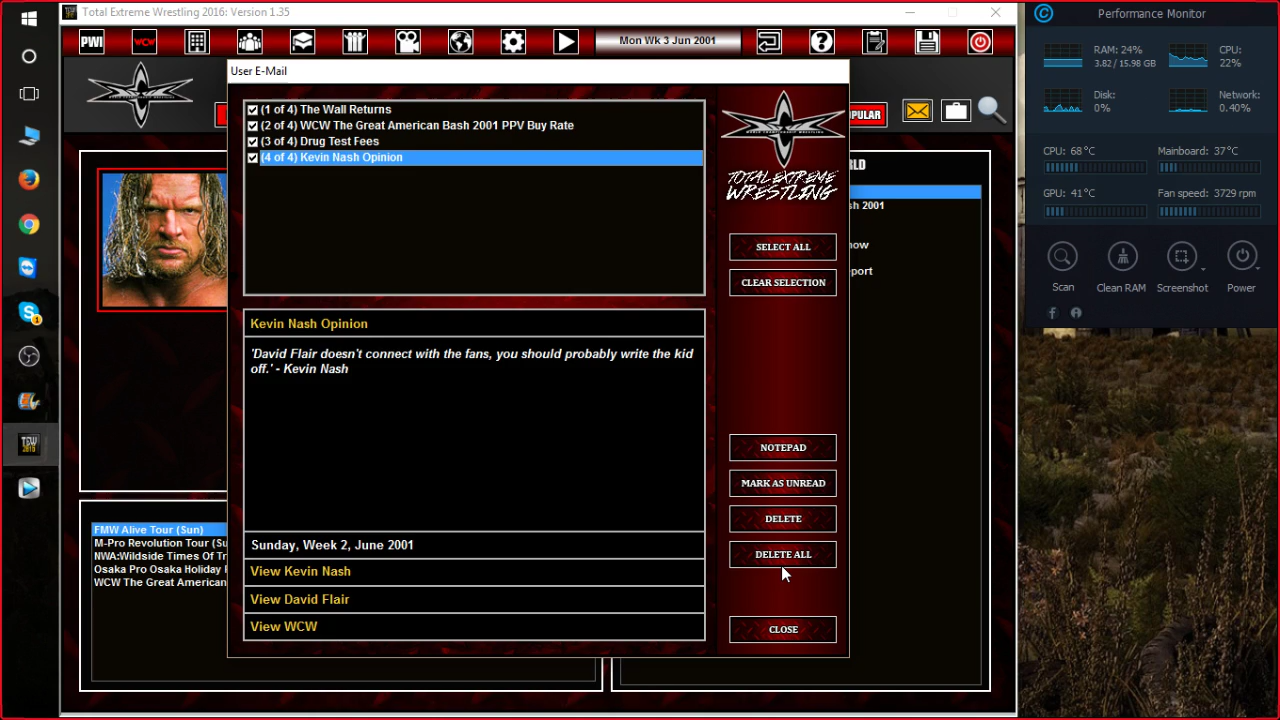 Total Extreme Wrestling 2016: Version 1.35
PWI
WCW
Mon Wk 3 Jun 2001
User E-Mail
(1 of 4) The Wall Returns
(2 of 4) WCW The Great American Bash 2001 PPV Buy Rate
(3 of 4) Drug Test Fees
(4 of 4) Kevin Nash Opinion
WORLD CHAMPIONSHIP WRESTLING
TOTAL EXTREME
WRESTLING
SELECT ALL
CLEAR SELECTION
Kevin Nash Opinion
'David Flair doesn't connect with the fans, you should probably write the kid
off.' - Kevin Nash
NOTEPAD
MARK AS UNREAD
DELETE
DELETE ALL
CLOSE
Sunday, Week 2, June 2001
View Kevin Nash
View David Flair
View WCW
PULAR
RLD
sh 2001
how
port
FMW Alive Tour (Sun)
M-Pro Revolution Tour (Su
NWA:Wildside Times Of Tr
Osaka Pro Osaka Holiday
WCW The Great American
TEW
2016
1
Performance Monitor
RAM: 24%
3.82 / 15.98 GB
CPU:
22%
Disk:
0%
Network:
0.40%
CPU: 68°C
Mainboard: 37°C
GPU: 41°C
Fan speed: 3729 rpm
Scan
Clean RAM
Screenshot
Power